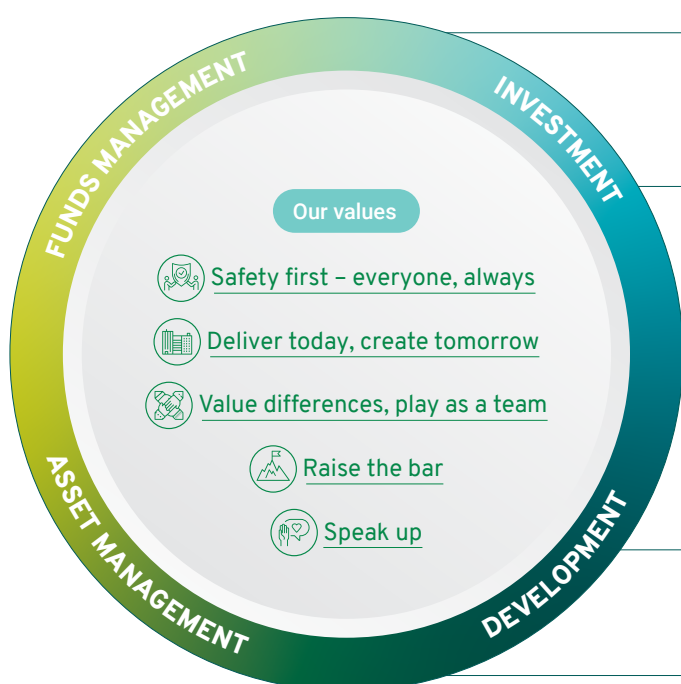 FUNDS MANAGEMENT
INVESTMENT
Our values
Safety first – everyone, always
Deliver today, create tomorrow
Value differences, play as a team
Raise the bar
Speak up
ASSET MANAGEMENT
DEVELOPMENT